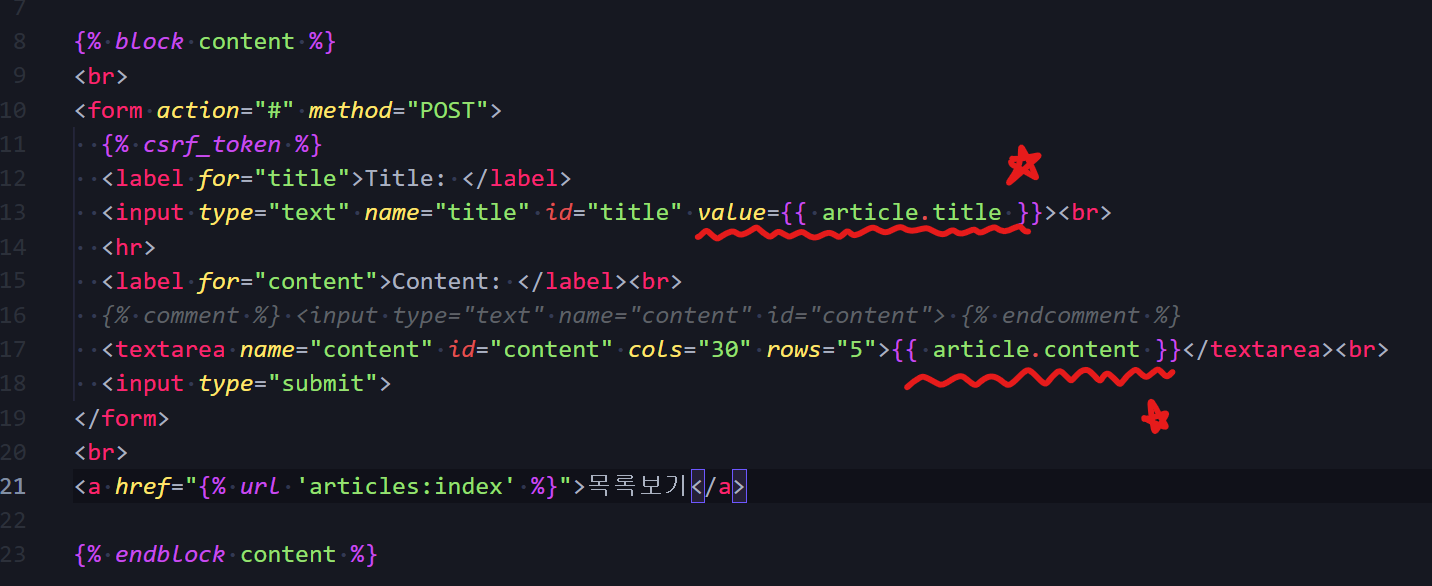 7
8 {% block content %}
9 <br>
10 <form action="#" method="POST">
11 {% csrf_token %}
12 <label for="title">Title: </label>
13 <input type="text" name="title" id="title" value={{ article.title }}><br>
14 <hr>
15 <label for="content">Content: </label><br>
16 {% comment %} <input type="text" name="content" id="content"> {% endcomment %}
17 <textarea name="content" id="content" cols="30" rows="5">{{ article.content }}</textarea><br>
18 <input type="submit">
19 </form>
20 <br>
21 <a href="{% url 'articles:index' %}">목록보기</a>
22
23 {% endblock content %}